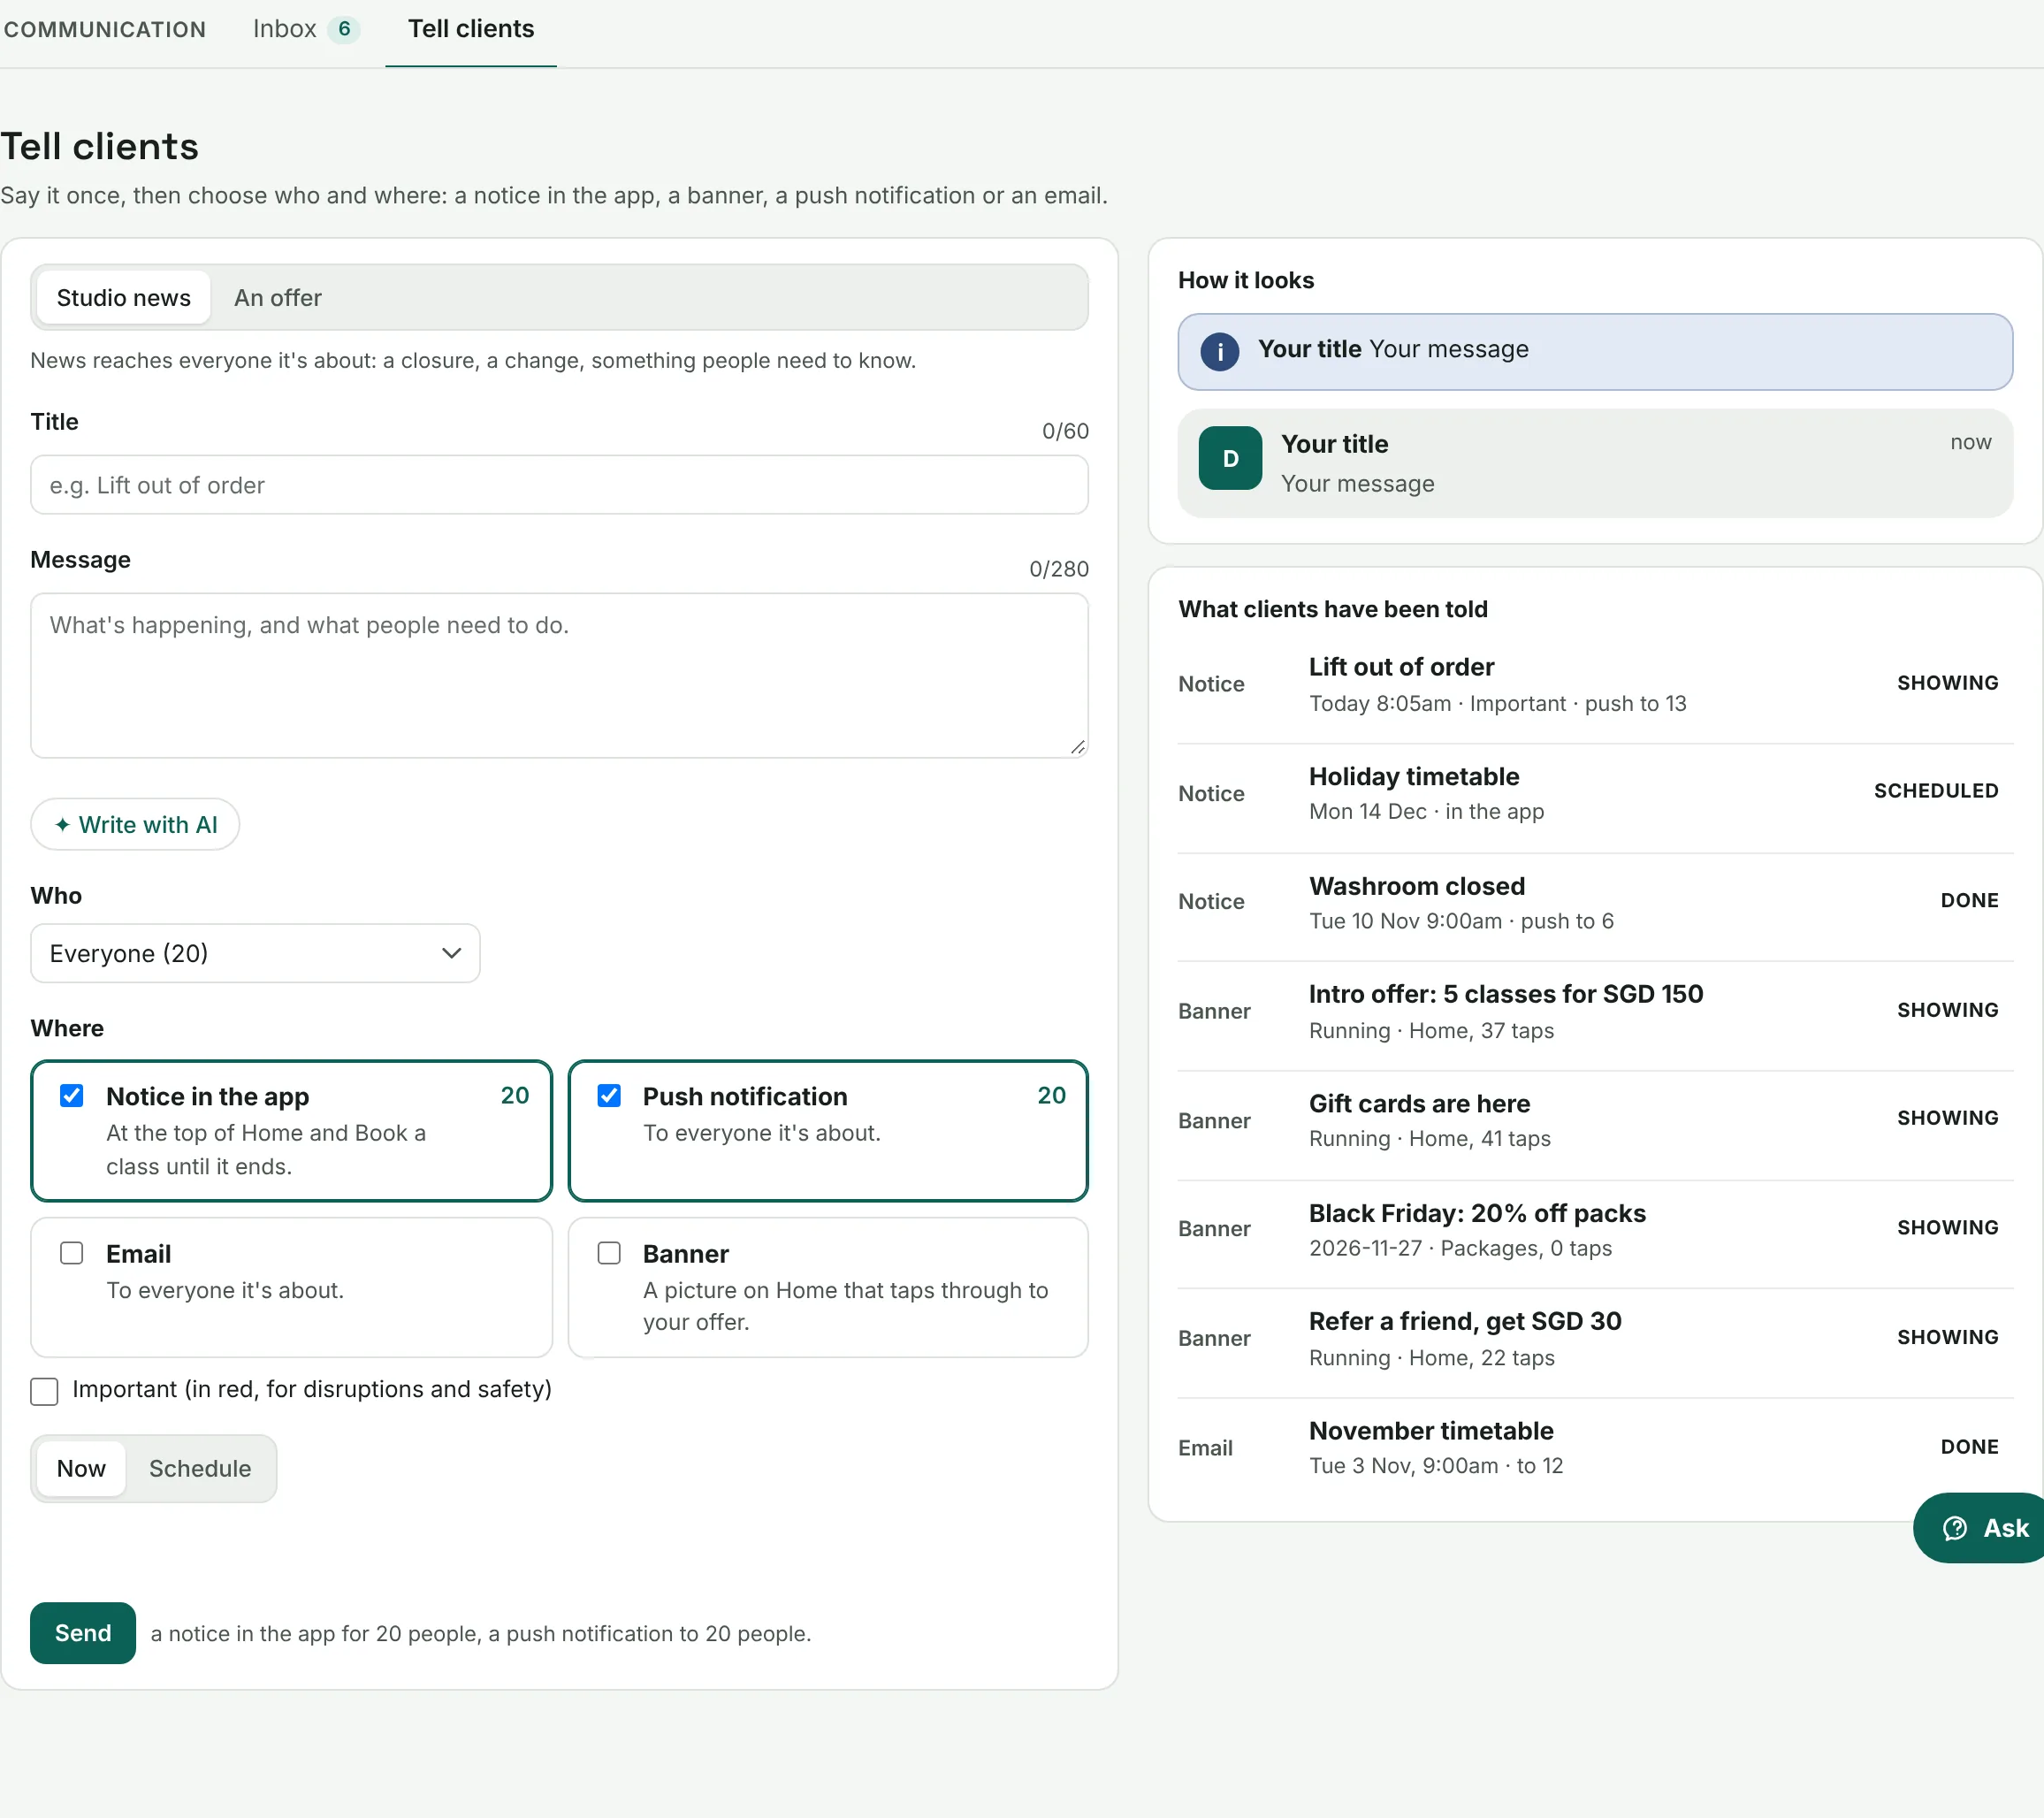 COMMUNICATION
Inbox 6
Tell clients
Tell clients
Say it once, then choose who and where: a notice in the app, a banner, a push notification or an email.
Studio news
An offer
News reaches everyone it's about: a closure, a change, something people need to know.
Title
0/60
e.g. Lift out of order
Message
0/280
What's happening, and what people need to do.
✦ Write with AI
Who
Everyone (20)
Where
Notice in the app
20
At the top of Home and Book a
class until it ends.
Push notification
20
To everyone it's about.
Email
To everyone it's about.
Banner
A picture on Home that taps through to
your offer.
Important (in red, for disruptions and safety)
Now
Schedule
Send
a notice in the app for 20 people, a push notification to 20 people.
How it looks
i
Your title Your message
D
Your title
now
Your message
What clients have been told
Notice
Lift out of order
Today 8:05am · Important · push to 13
SHOWING
Notice
Holiday timetable
Mon 14 Dec · in the app
SCHEDULED
Notice
Washroom closed
Tue 10 Nov 9:00am · push to 6
DONE
Banner
Intro offer: 5 classes for SGD 150
Running · Home, 37 taps
SHOWING
Banner
Gift cards are here
Running · Home, 41 taps
SHOWING
Banner
Black Friday: 20% off packs
2026-11-27 · Packages, 0 taps
SHOWING
Banner
Refer a friend, get SGD 30
Running · Home, 22 taps
SHOWING
Email
November timetable
Tue 3 Nov, 9:00am · to 12
DONE
Ask